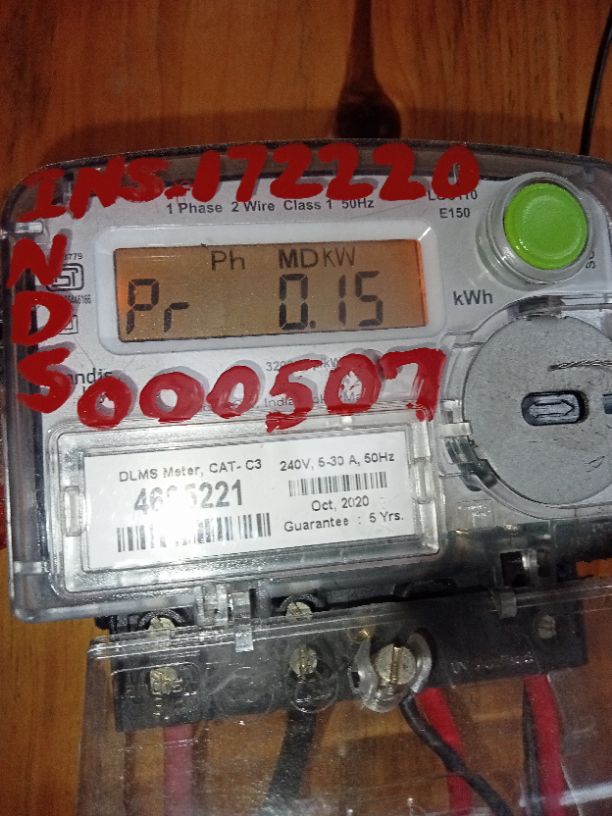 INS-172220
1 Phase 2 Wire Class 1 50Hz
E150
Ph MD KW
Pr 0.15
kWh
N
D
S000507
DLMS Meter, CAT- C3 240V, 5-30 A, 50Hz
Oct, 2020
Guarantee : 5 Yrs.